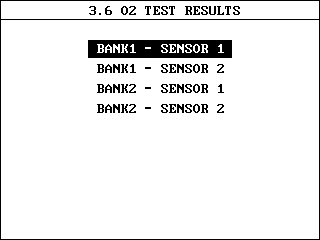 3.6 O2 TEST RESULTS
BANK1 - SENSOR 1
BANK1 - SENSOR 2
BANK2 - SENSOR 1
BANK2 - SENSOR 2